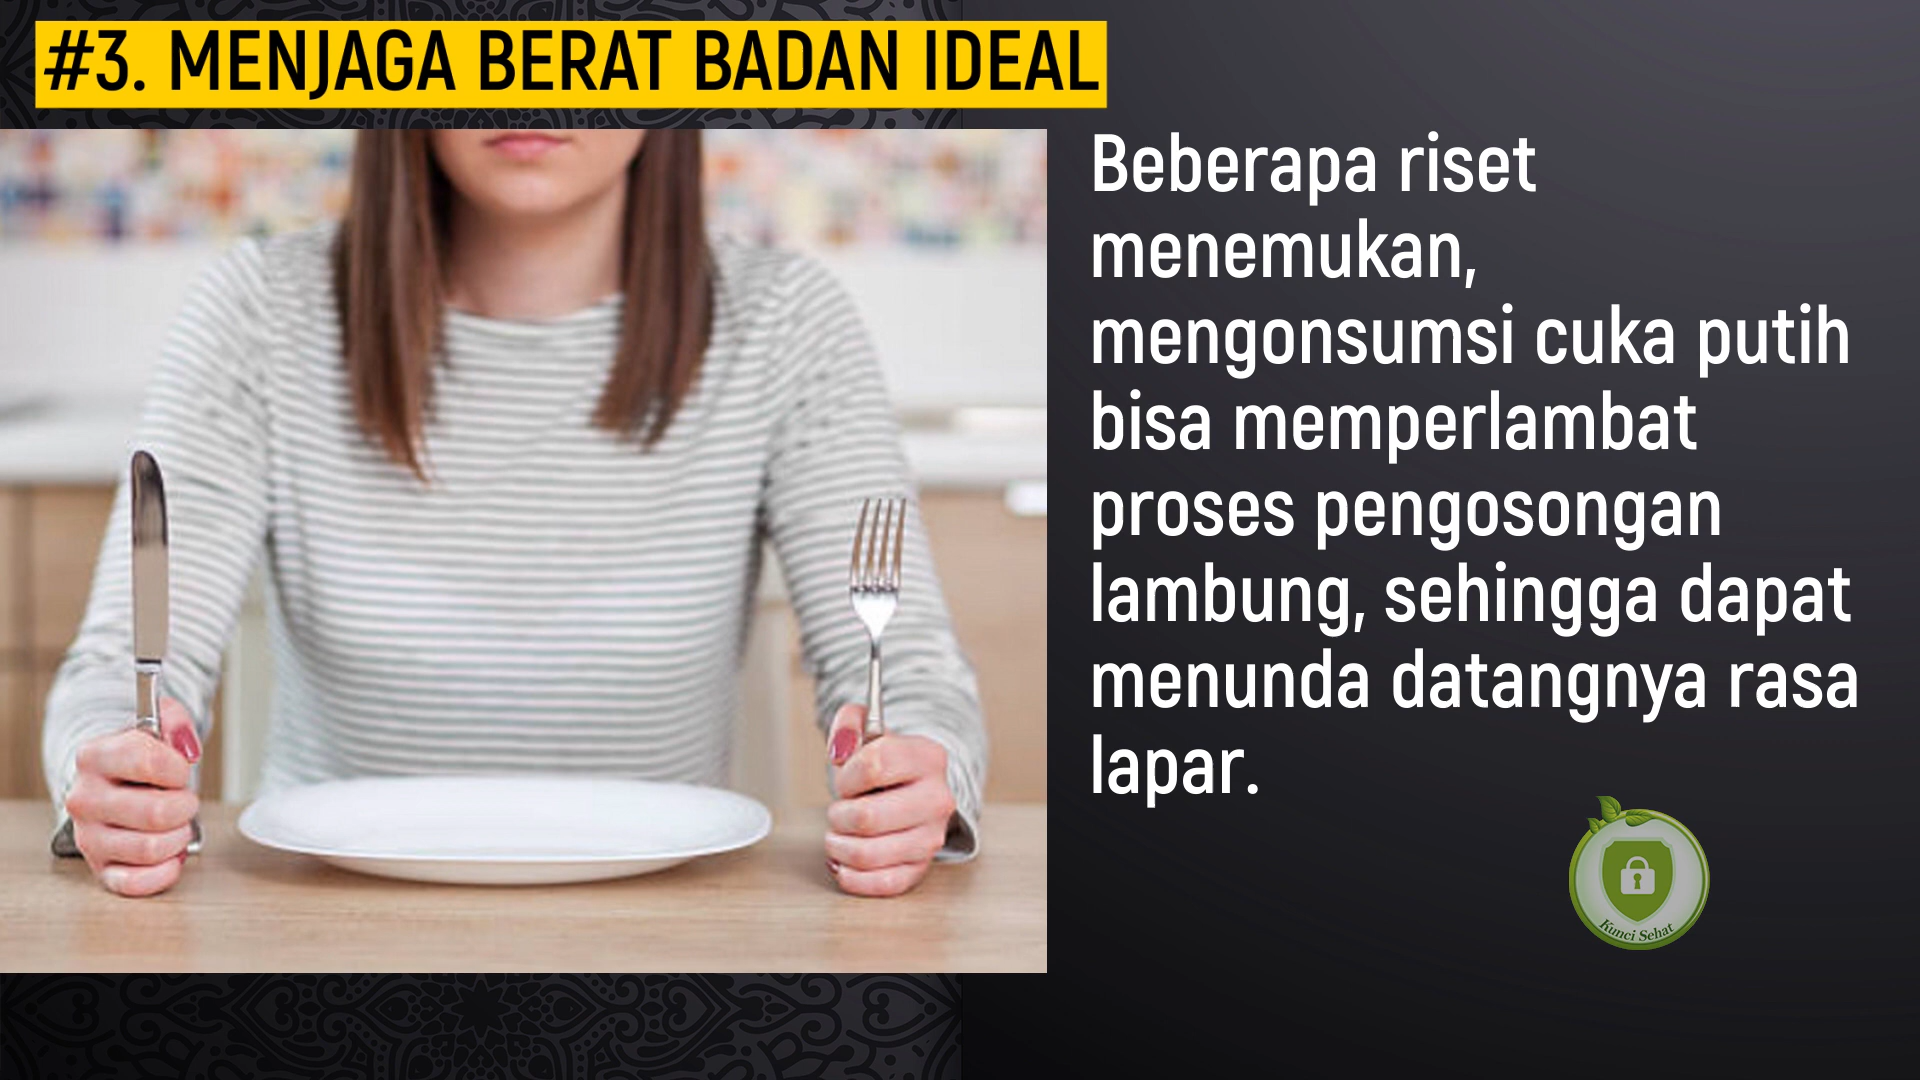 #3. MENJAGA BERAT BADAN IDEAL
Beberapa riset
menemukan,
mengonsumsi cuka putih
bisa memperlambat
proses pengosongan
lambung, sehingga dapat
menunda datangnya rasa
lapar.
Kunci Sehat